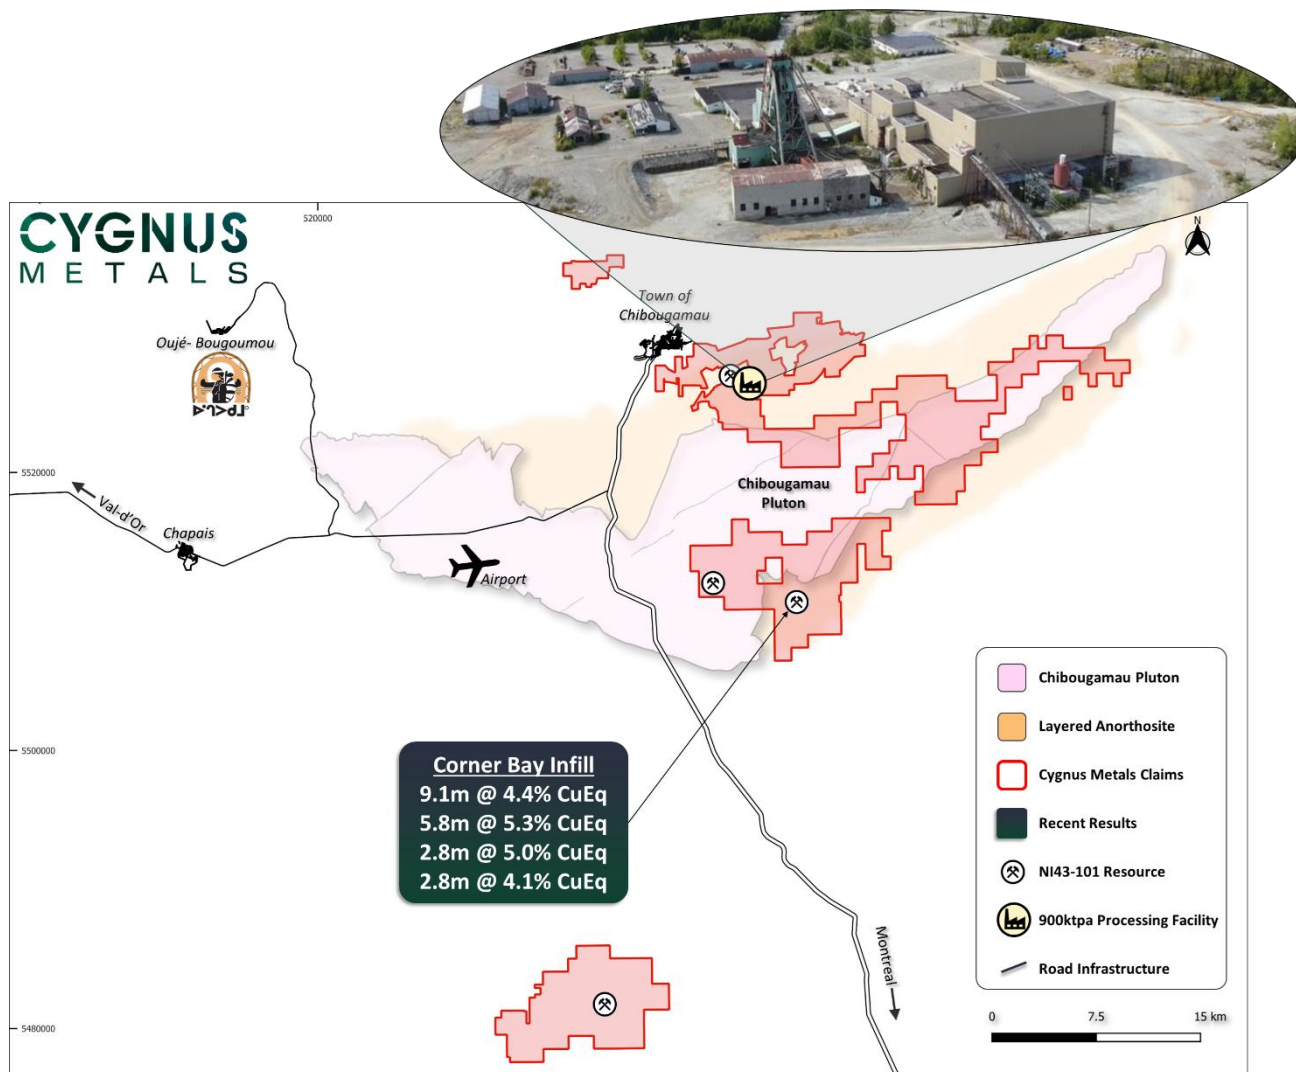 CYGNUS
METALS
520000
N
Town of
Chibougamau
Oujé- Bougoumou
5520000
Val-d'Or
Chapais
Airport
Chibougamau
Pluton
5500000
Corner Bay Infill
9.1m @ 4.4% CuEq
5.8m @ 5.3% CuEq
2.8m @ 5.0% CuEq
2.8m @ 4.1% CuEq
Montreal
5480000
Chibougamau Pluton
Layered Anorthosite
Cygnus Metals Claims
Recent Results
NI43-101 Resource
900ktpa Processing Facility
Road Infrastructure
0 7.5 15 km